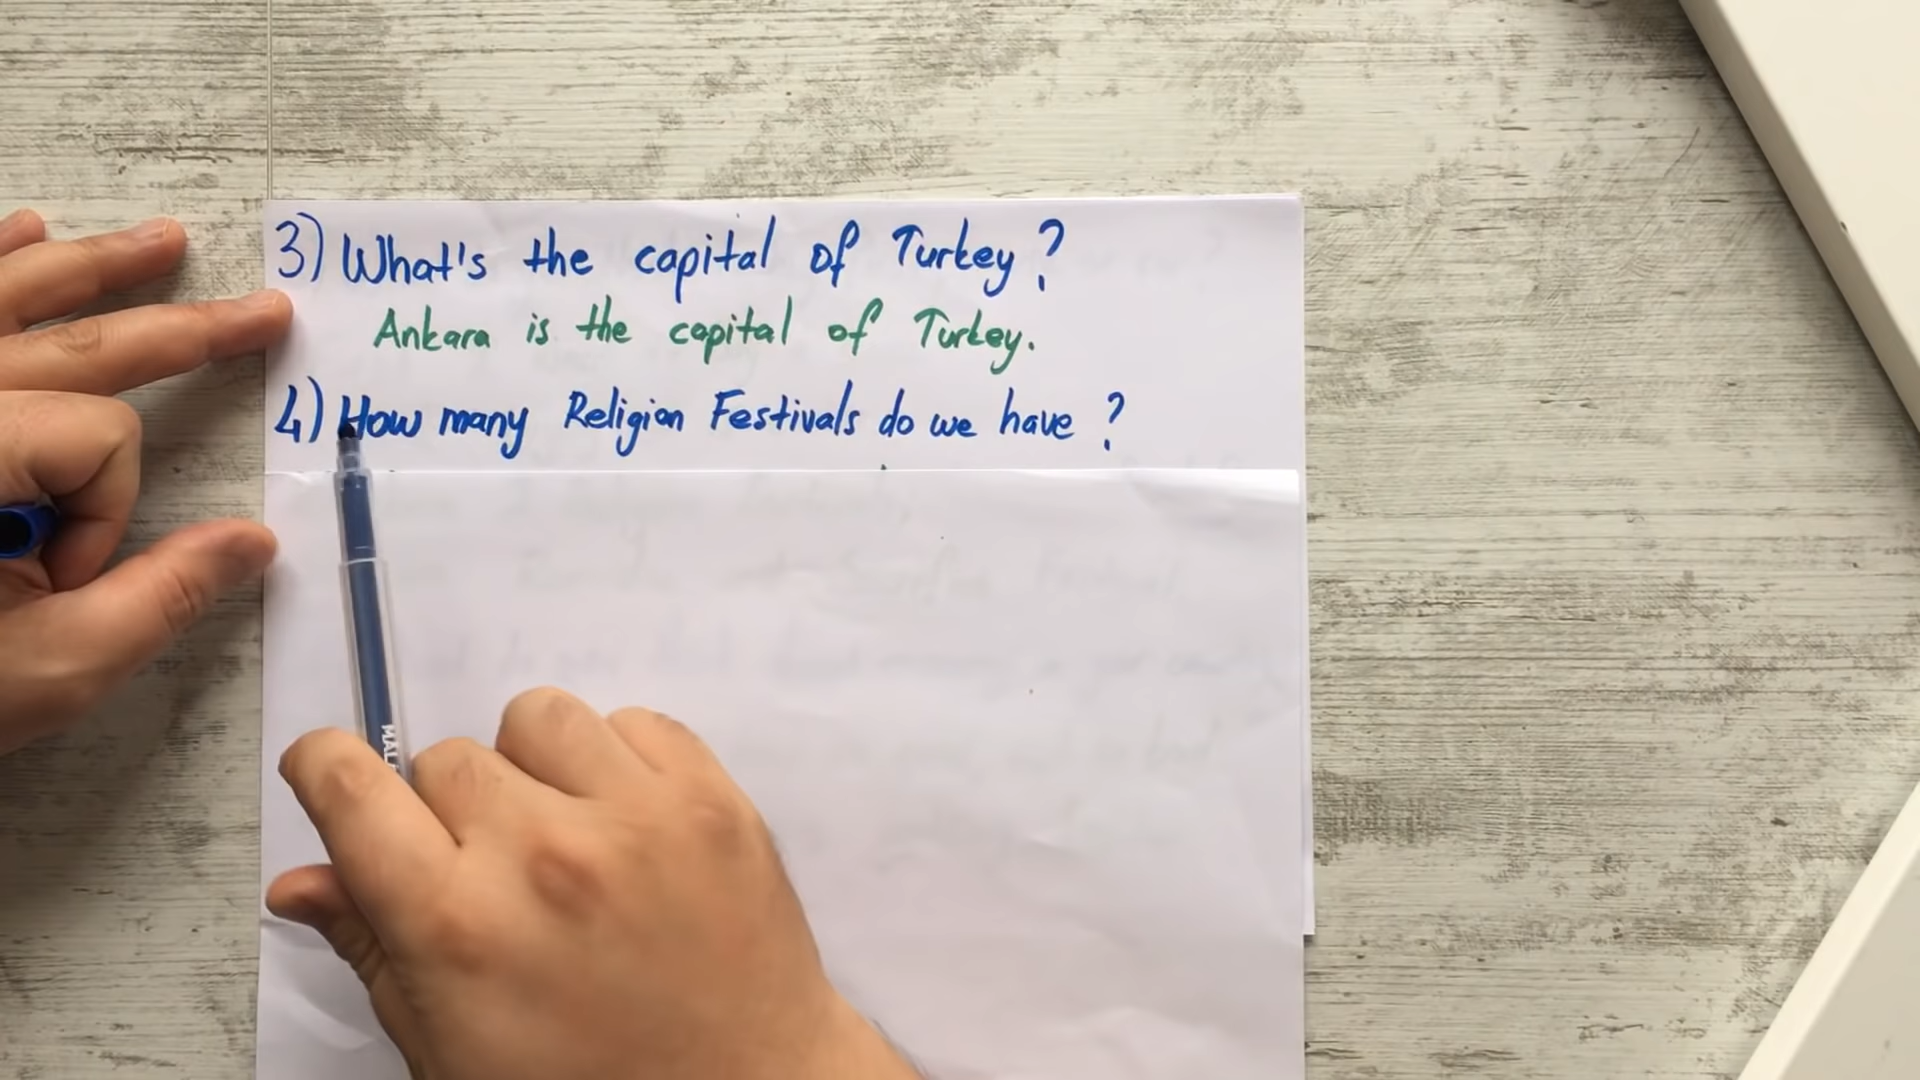 3) What's the capital of Turkey?
Ankara is the capital of Turkey.
4) How many Religion Festivals do we have ?